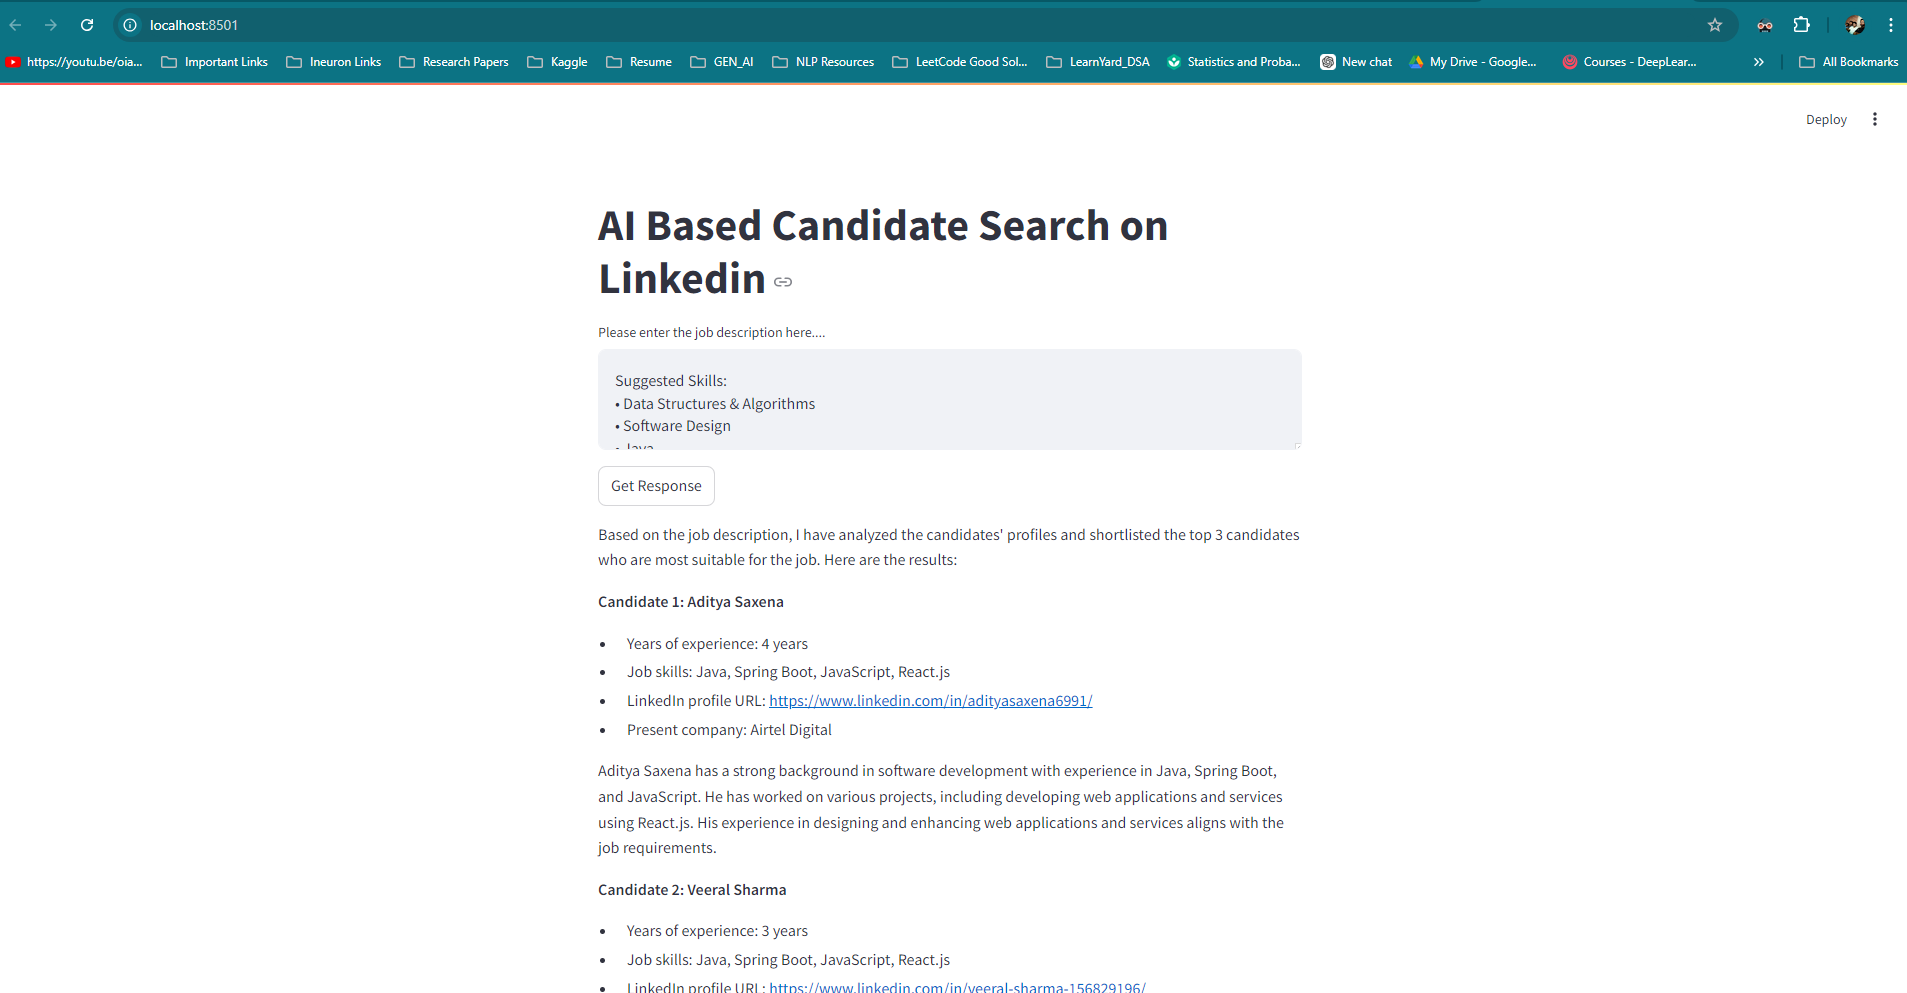 localhost:8501
https://youtu.be/oia... Important Links Ineuron Links Research Papers Kaggle Resume GEN_AI NLP Resources LeetCode Good Sol... LearnYard_DSA Statistics and Proba... New chat My Drive - Google... Courses - DeepLear... » All Bookmarks
Deploy
AI Based Candidate Search on
Linkedin
Please enter the job description here....
Suggested Skills:
• Data Structures & Algorithms
• Software Design
• Java
Get Response
Based on the job description, I have analyzed the candidates' profiles and shortlisted the top 3 candidates
who are most suitable for the job. Here are the results:
Candidate 1: Aditya Saxena
• Years of experience: 4 years
• Job skills: Java, Spring Boot, JavaScript, React.js
• LinkedIn profile URL: https://www.linkedin.com/in/adityasaxena6991/
• Present company: Airtel Digital
Aditya Saxena has a strong background in software development with experience in Java, Spring Boot,
and JavaScript. He has worked on various projects, including developing web applications and services
using React.js. His experience in designing and enhancing web applications and services aligns with the
job requirements.
Candidate 2: Veeral Sharma
• Years of experience: 3 years
• Job skills: Java, Spring Boot, JavaScript, React.js
• LinkedIn profile URL: https://www.linkedin.com/in/veeral-sharma-156829196/